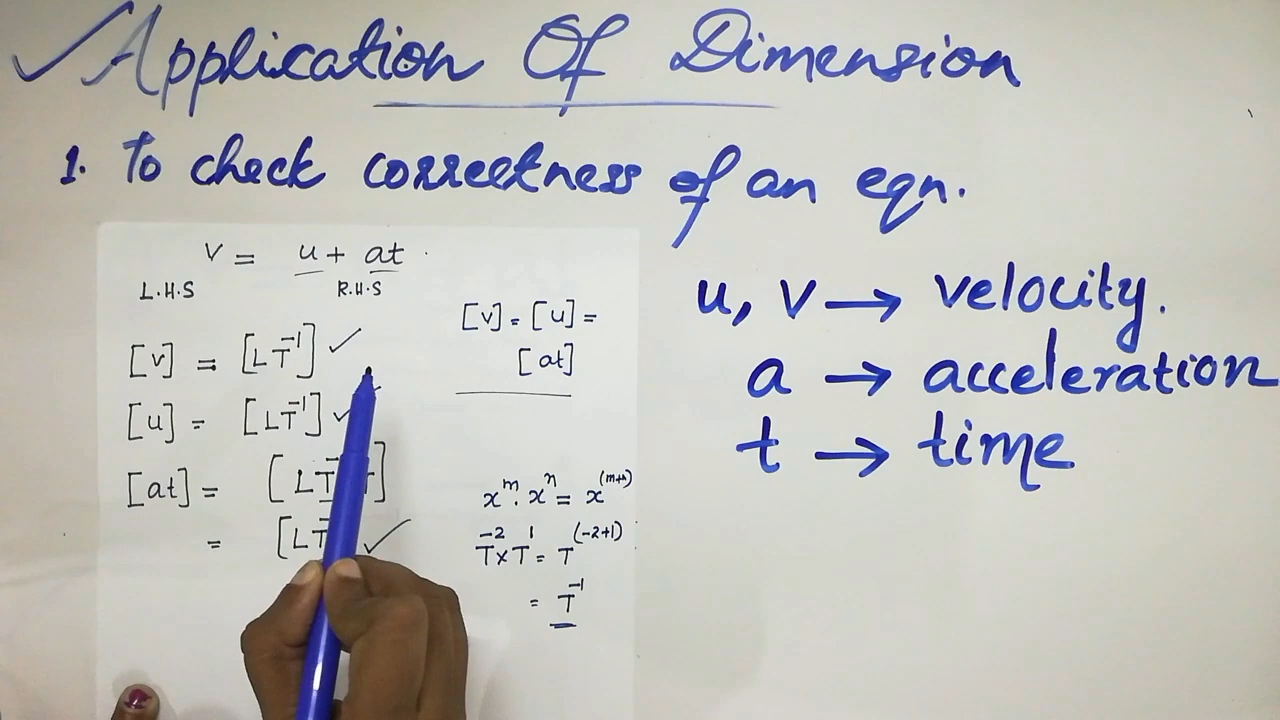 Application Of Dimension
1. To check correctness of an eqn.
v = u + at
L.H.S R.H.S
[v] = [LT⁻¹] ✓
[u] = [LT⁻¹]
[at] =
=
[v] = [u] =
[at]
xᵐ . xⁿ = x⁽ᵐ⁺ⁿ⁾
T⁻² × T¹ = T⁽⁻²⁺¹⁾
= T⁻¹
u, v → velocity.
a → acceleration
t → time